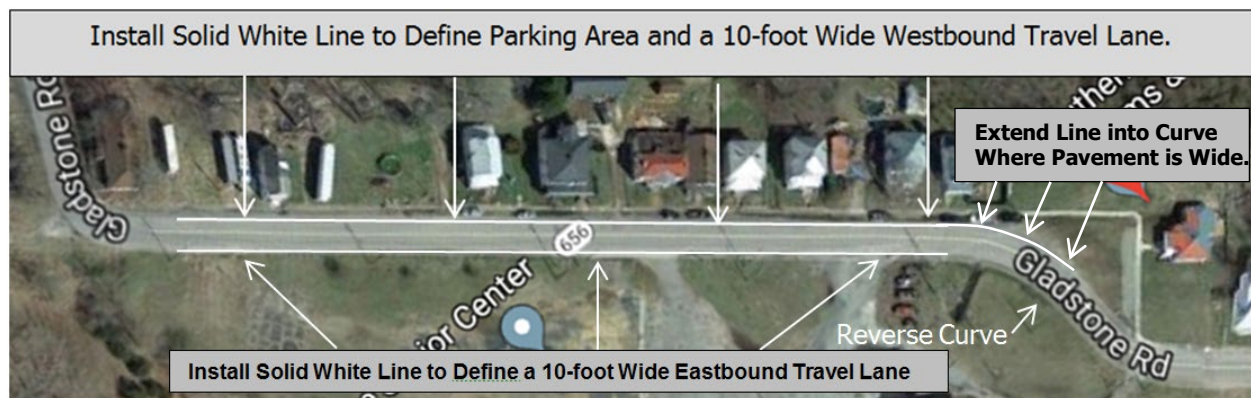 Install Solid White Line to Define Parking Area and a 10-foot Wide Westbound Travel Lane.
Extend Line into Curve
Where Pavement is Wide.
Gladstone Rd
656
Center
Reverse Curve
Gladstone Rd
Install Solid White Line to Define a 10-foot Wide Eastbound Travel Lane